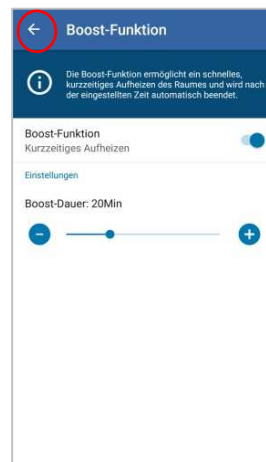 Boost-Funktion
Die Boost-Funktion ermöglicht ein schnelles,
kurzzeitiges Aufheizen des Raumes und wird nach
der eingestellten Zeit automatisch beendet.
Boost-Funktion
Kurzzeitiges Aufheizen
Einstellungen
Boost-Dauer: 20Min